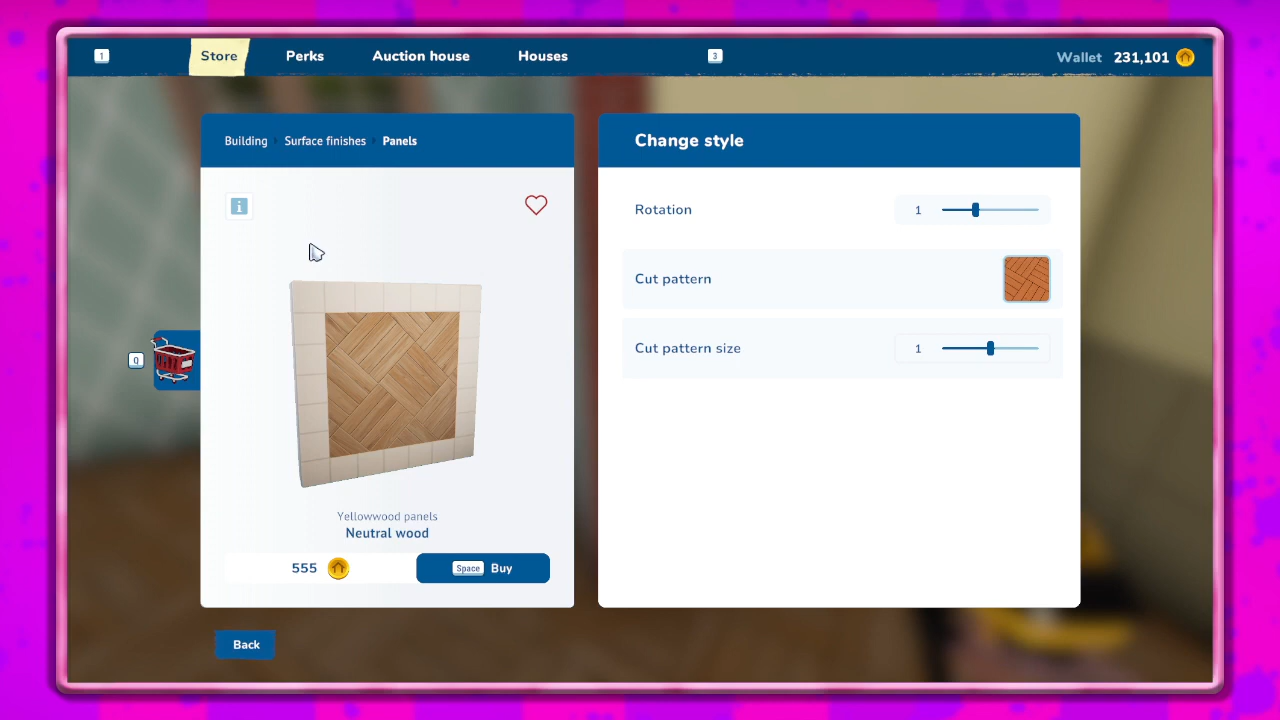 1
Store
Perks
Auction house
Houses
3
Wallet 231,101
Building Surface finishes Panels
i
Yellowwood panels
Neutral wood
555
Space Buy
Q
Back
Change style
Rotation 1
Cut pattern
Cut pattern size 1